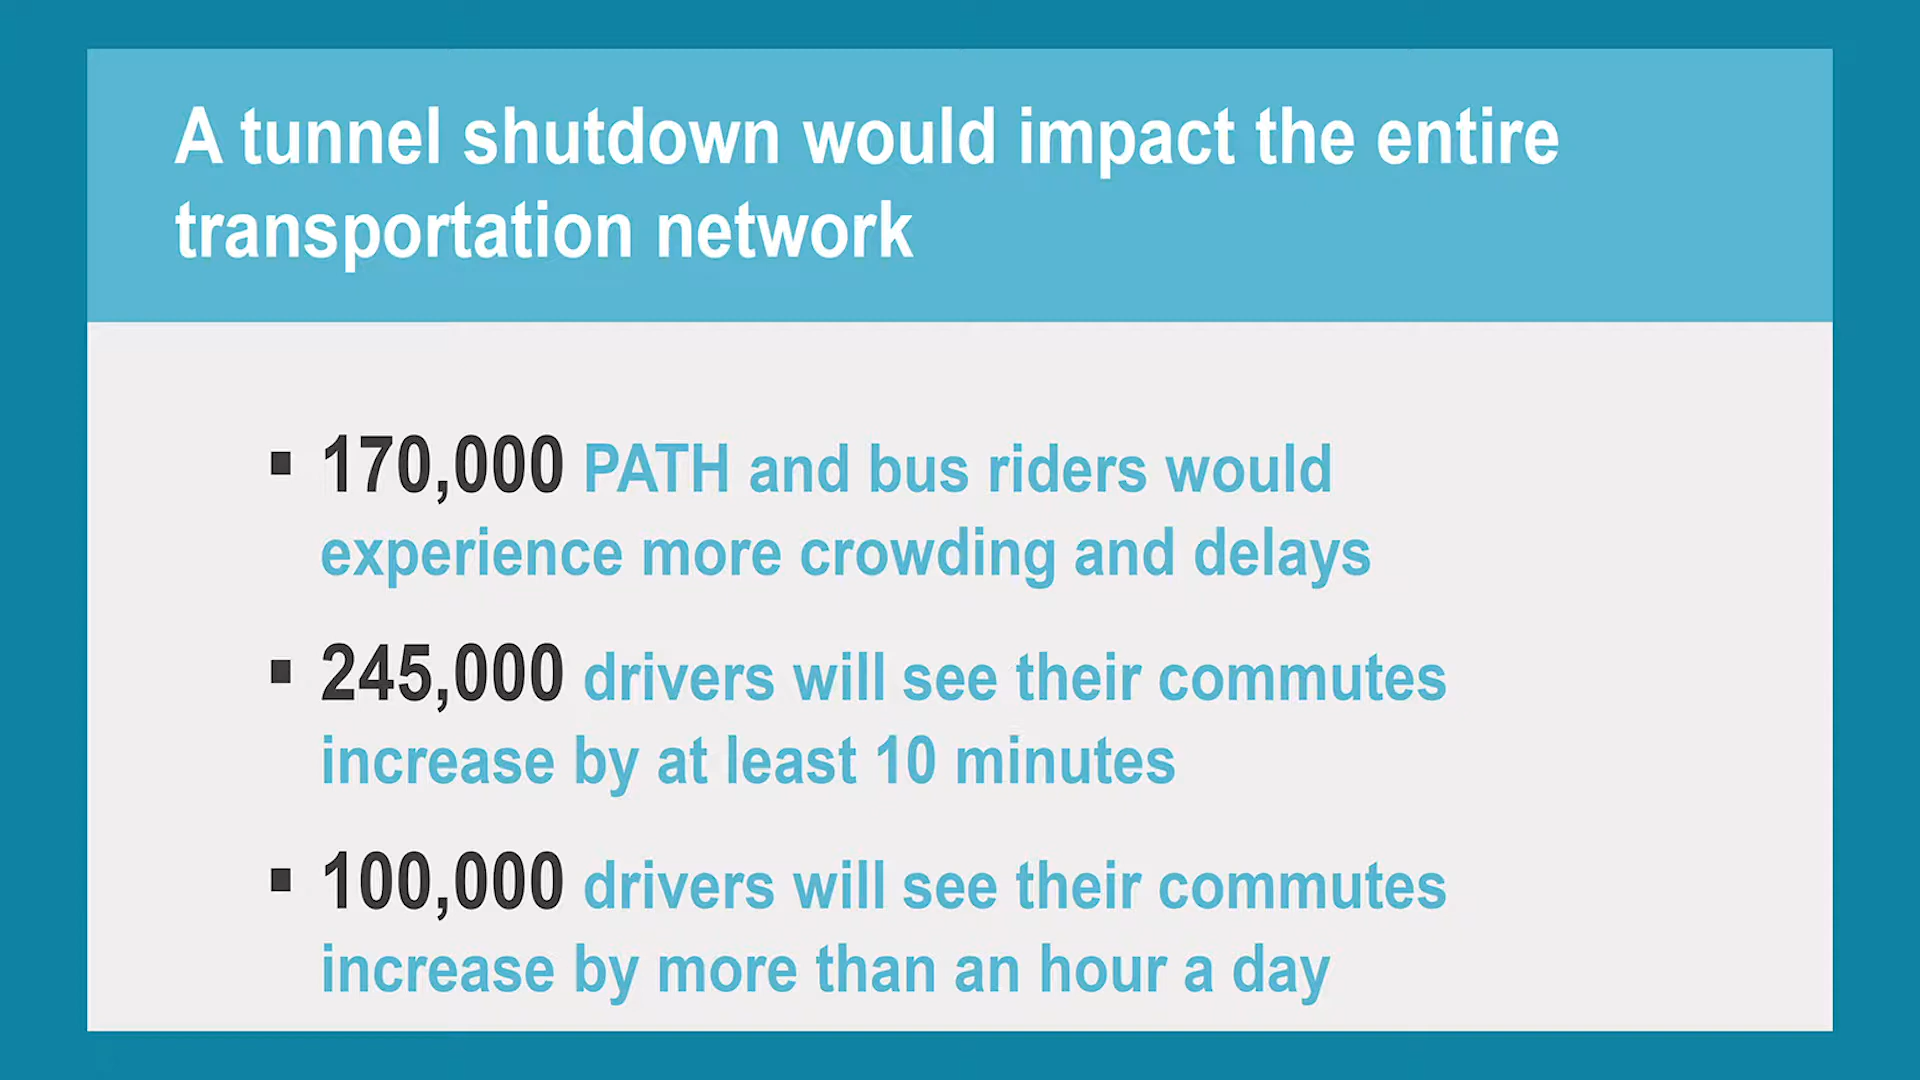 A tunnel shutdown would impact the entire
transportation network
▪ 170,000 PATH and bus riders would
experience more crowding and delays
▪ 245,000 drivers will see their commutes
increase by at least 10 minutes
▪ 100,000 drivers will see their commutes
increase by more than an hour a day